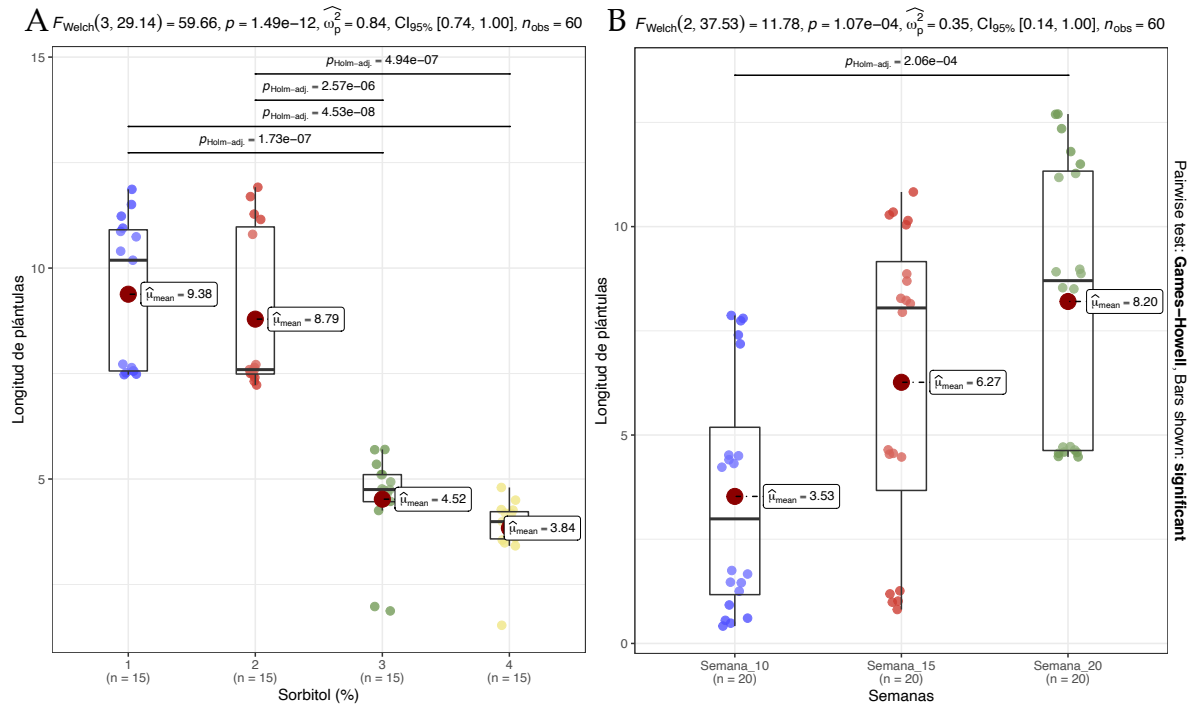 A
F_Welch(3, 29.14) = 59.66, p = 1.49e−12, ω̂²_p = 0.84, CI_95% [0.74, 1.00], n_obs = 60
15
10
5
Longitud de plántulas
p_Holm−adj. = 4.94e−07
p_Holm−adj. = 2.57e−06
p_Holm−adj. = 4.53e−08
p_Holm−adj. = 1.73e−07
μ̂_mean = 9.38
μ̂_mean = 8.79
μ̂_mean = 4.52
μ̂_mean = 3.84
1
(n = 15)
2
(n = 15)
3
(n = 15)
4
(n = 15)
Sorbitol (%)
B
F_Welch(2, 37.53) = 11.78, p = 1.07e−04, ω̂²_p = 0.35, CI_95% [0.14, 1.00], n_obs = 60
10
5
0
Longitud de plántulas
p_Holm−adj. = 2.06e−04
μ̂_mean = 8.20
μ̂_mean = 6.27
μ̂_mean = 3.53
Semana_10
(n = 20)
Semana_15
(n = 20)
Semana_20
(n = 20)
Semanas
Pairwise test: Games−Howell, Bars shown: significant